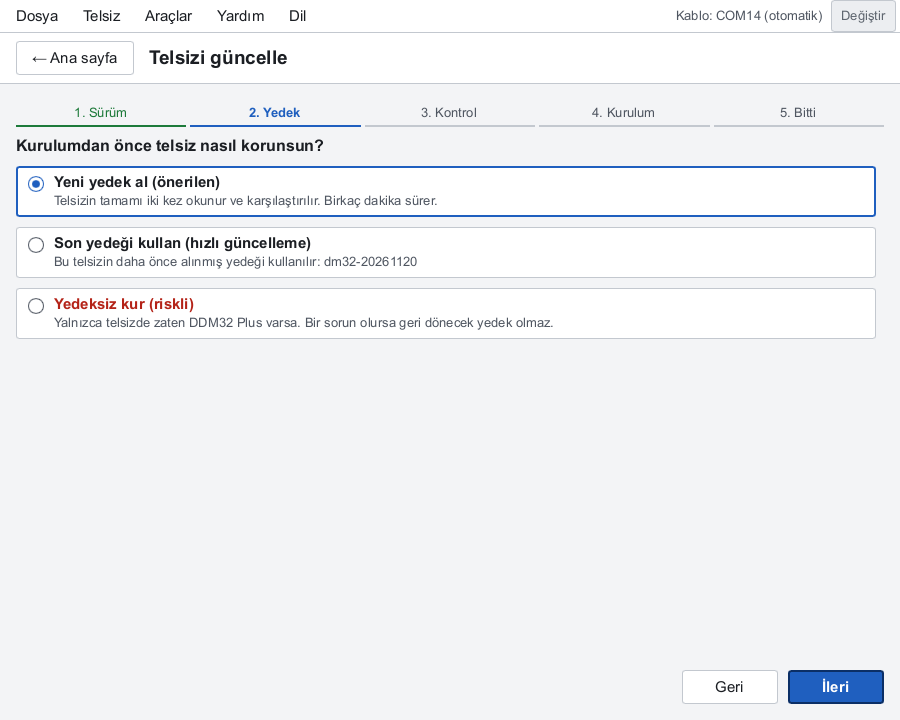 Dosya Telsiz Araçlar Yardım Dil Kablo: COM14 (otomatik) Değiştir
← Ana sayfa Telsizi güncelle
1. Sürüm 2. Yedek 3. Kontrol 4. Kurulum 5. Bitti
Kurulumdan önce telsiz nasıl korunsun?
Yeni yedek al (önerilen)
Telsizin tamamı iki kez okunur ve karşılaştırılır. Birkaç dakika sürer.
Son yedeği kullan (hızlı güncelleme)
Bu telsizin daha önce alınmış yedeği kullanılır: dm32-20261120
Yedeksiz kur (riskli)
Yalnızca telsizde zaten DDM32 Plus varsa. Bir sorun olursa geri dönecek yedek olmaz.
Geri İleri